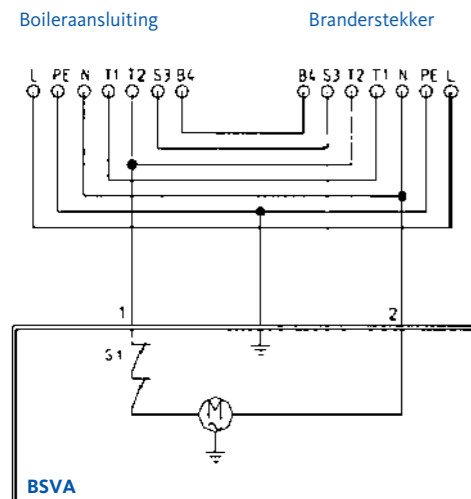 Boileraansluiting Branderstekker
L PE N T1 T2 S3 B4 B4 S3 T2 T1 N PE L
1 2
S1
M
BSVA